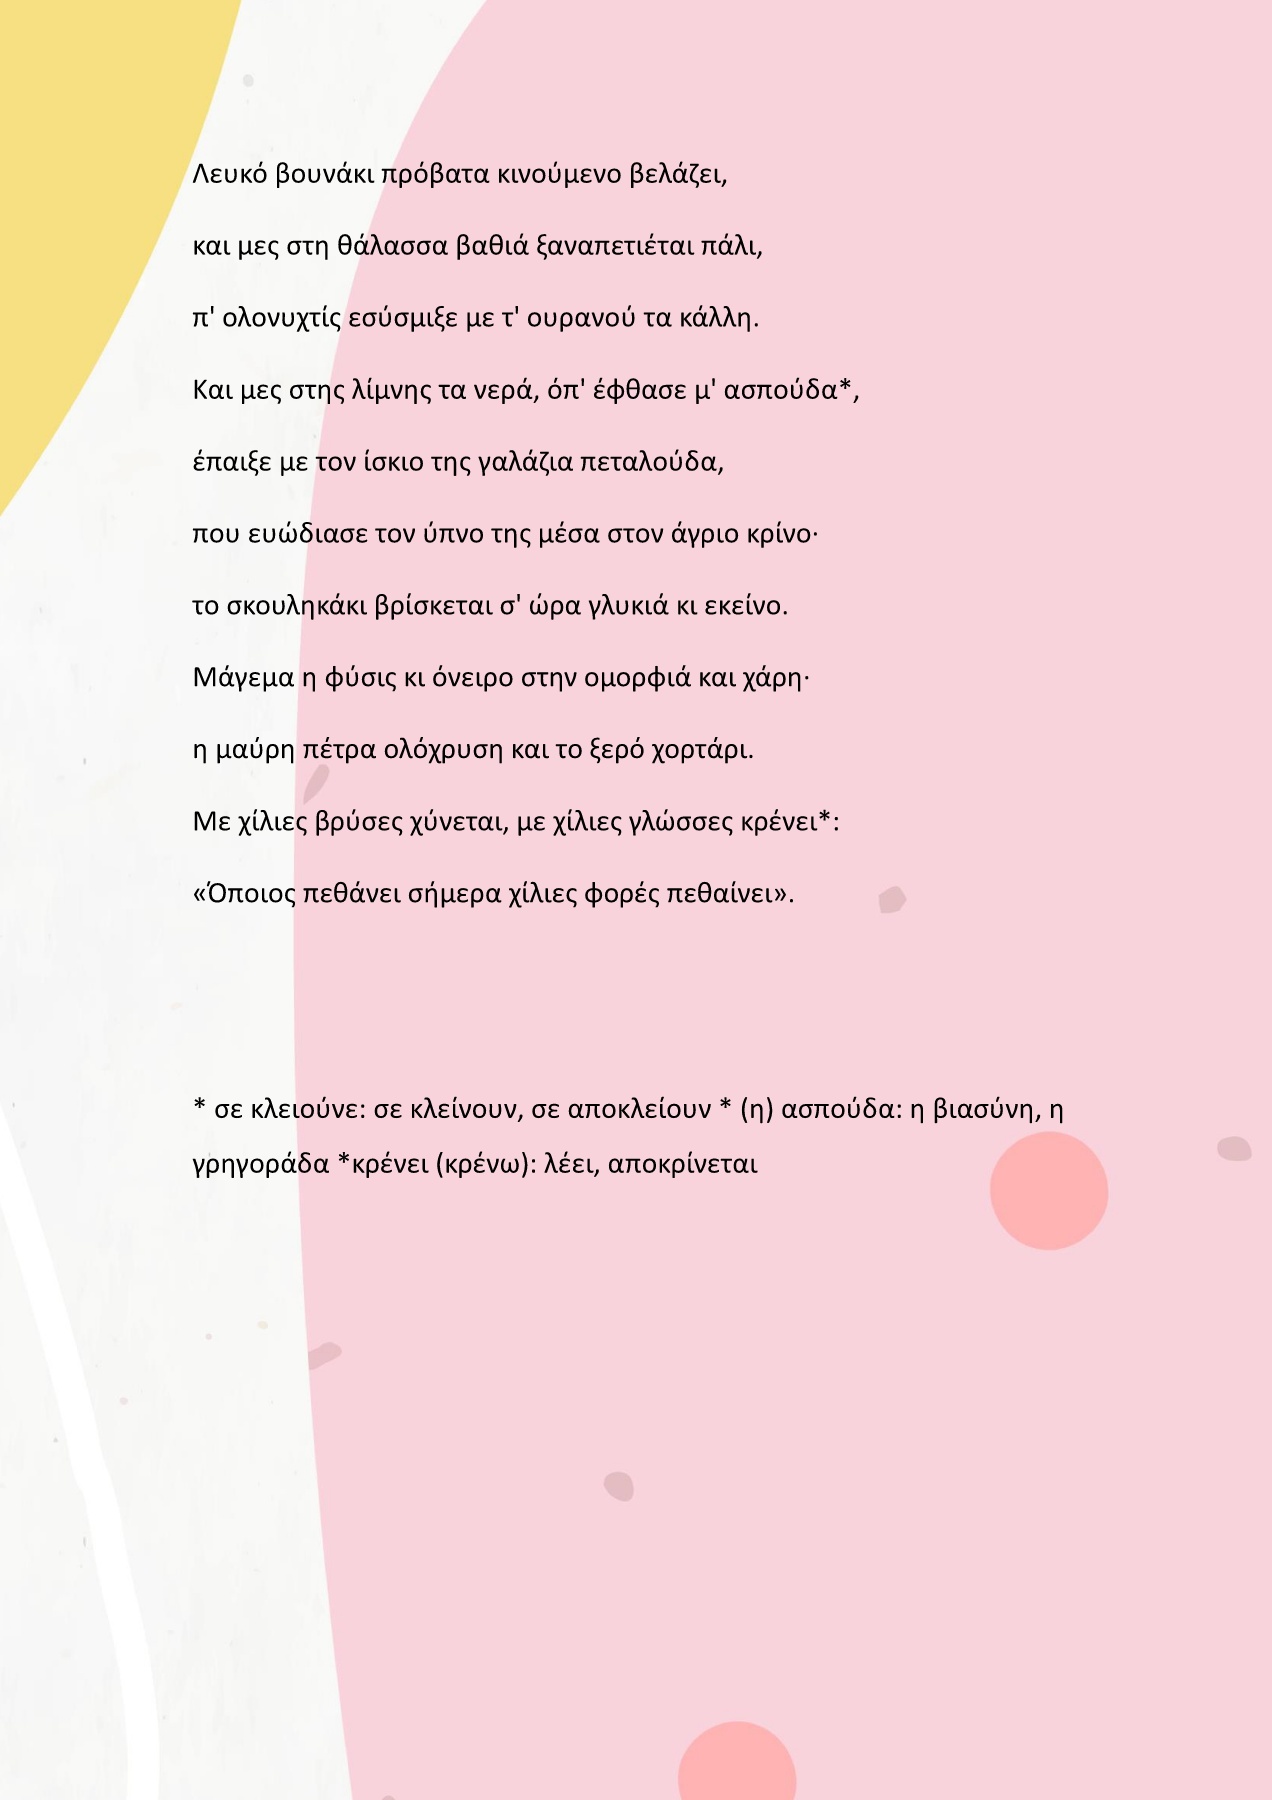 Λευκό βουνάκι πρόβατα κινούμενο βελάζει,
και μες στη θάλασσα βαθιά ξαναπετιέται πάλι,
π' ολονυχτίς εσύσμιξε με τ' ουρανού τα κάλλη.
Και μες στης λίμνης τα νερά, όπ' έφθασε μ' ασπούδα*,
έπαιξε με τον ίσκιο της γαλάζια πεταλούδα,
που ευώδιασε τον ύπνο της μέσα στον άγριο κρίνο·
το σκουληκάκι βρίσκεται σ' ώρα γλυκιά κι εκείνο.
Μάγεμα η φύσις κι όνειρο στην ομορφιά και χάρη·
η μαύρη πέτρα ολόχρυση και το ξερό χορτάρι.
Με χίλιες βρύσες χύνεται, με χίλιες γλώσσες κρένει*:
«Όποιος πεθάνει σήμερα χίλιες φορές πεθαίνει».
* σε κλειούνε: σε κλείνουν, σε αποκλείουν * (η) ασπούδα: η βιασύνη, η
γρηγοράδα *κρένει (κρένω): λέει, αποκρίνεται